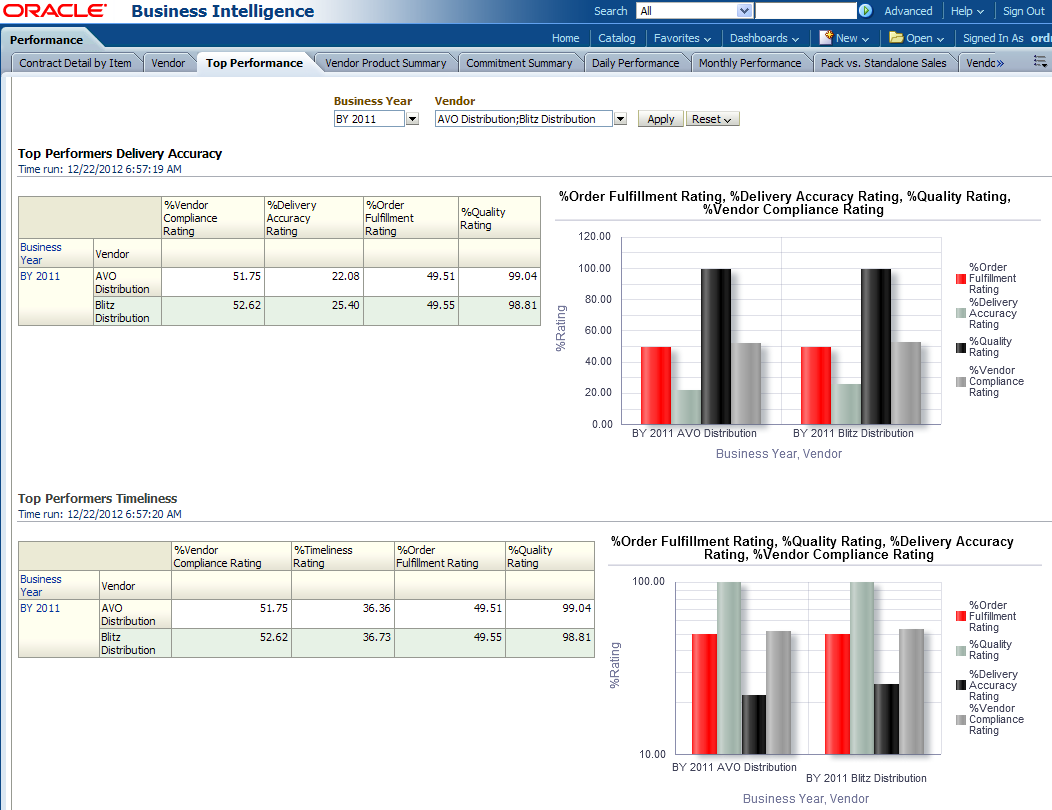 ORACLE Business Intelligence
Search All Advanced Help Sign Out
Performance Home Catalog Favorites Dashboards New Open Signed In As ordr
Contract Detail by Item Vendor Top Performance Vendor Product Summary Commitment Summary Daily Performance Monthly Performance Pack vs. Standalone Sales Vendc»
Business Year Vendor
BY 2011 AVO Distribution;Blitz Distribution Apply Reset
Top Performers Delivery Accuracy
Time run: 12/22/2012 6:57:19 AM
%Vendor Compliance Rating %Delivery Accuracy Rating %Order Fulfillment Rating %Quality Rating
Business Year Vendor
BY 2011 AVO Distribution 51.75 22.08 49.51 99.04
Blitz Distribution 52.62 25.40 49.55 98.81
%Order Fulfillment Rating, %Delivery Accuracy Rating, %Quality Rating,
%Vendor Compliance Rating
120.00
100.00
80.00
60.00
40.00
20.00
0.00
%Rating
BY 2011 AVO Distribution BY 2011 Blitz Distribution
Business Year, Vendor
%Order
Fulfillment
Rating
%Delivery
Accuracy
Rating
%Quality
Rating
%Vendor
Compliance
Rating
Top Performers Timeliness
Time run: 12/22/2012 6:57:20 AM
%Vendor Compliance Rating %Timeliness Rating %Order Fulfillment Rating %Quality Rating
Business Year Vendor
BY 2011 AVO Distribution 51.75 36.36 49.51 99.04
Blitz Distribution 52.62 36.73 49.55 98.81
%Order Fulfillment Rating, %Quality Rating, %Delivery Accuracy
Rating, %Vendor Compliance Rating
100.00
10.00
%Rating
BY 2011 AVO Distribution
BY 2011 Blitz Distribution
Business Year, Vendor
%Order
Fulfillment
Rating
%Quality
Rating
%Delivery
Accuracy
Rating
%Vendor
Compliance
Rating